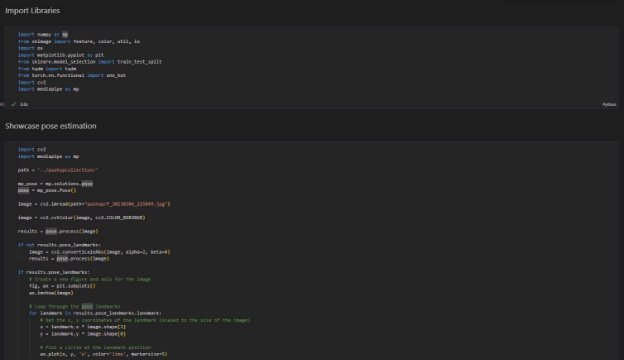 Import Libraries
import numpy as np
from skimage import feature, color, util, io
import os
import matplotlib.pyplot as plt
from sklearn.model_selection import train_test_split
from tqdm import tqdm
from torch.nn.functional import one_hot
import cv2
import mediapipe as mp
Python
Showcase pose estimation
import cv2
import mediapipe as mp
path = '../pushupcollection/'
mp_pose = mp.solutions.pose
pose = mp_pose.Pose()
image = cv2.imread(path+"pushup/F_20230306_225849.jpg")
image = cv2.cvtColor(image, cv2.COLOR_BGR2RGB)
results = pose.process(image)
if not results.pose_landmarks:
image = cv2.convertScaleAbs(image, alpha=2, beta=0)
results = pose.process(image)
if results.pose_landmarks:
# Create a new figure and axis for the image
fig, ax = plt.subplots()
ax.imshow(image)
# Loop through the pose landmarks
for landmark in results.pose_landmarks.landmark:
# Get the x, y coordinates of the landmark (scaled to the size of the image)
x = landmark.x * image.shape[1]
y = landmark.y * image.shape[0]
# Plot a circle at the landmark position
ax.plot(x, y, 'o', color='lime', markersize=5)